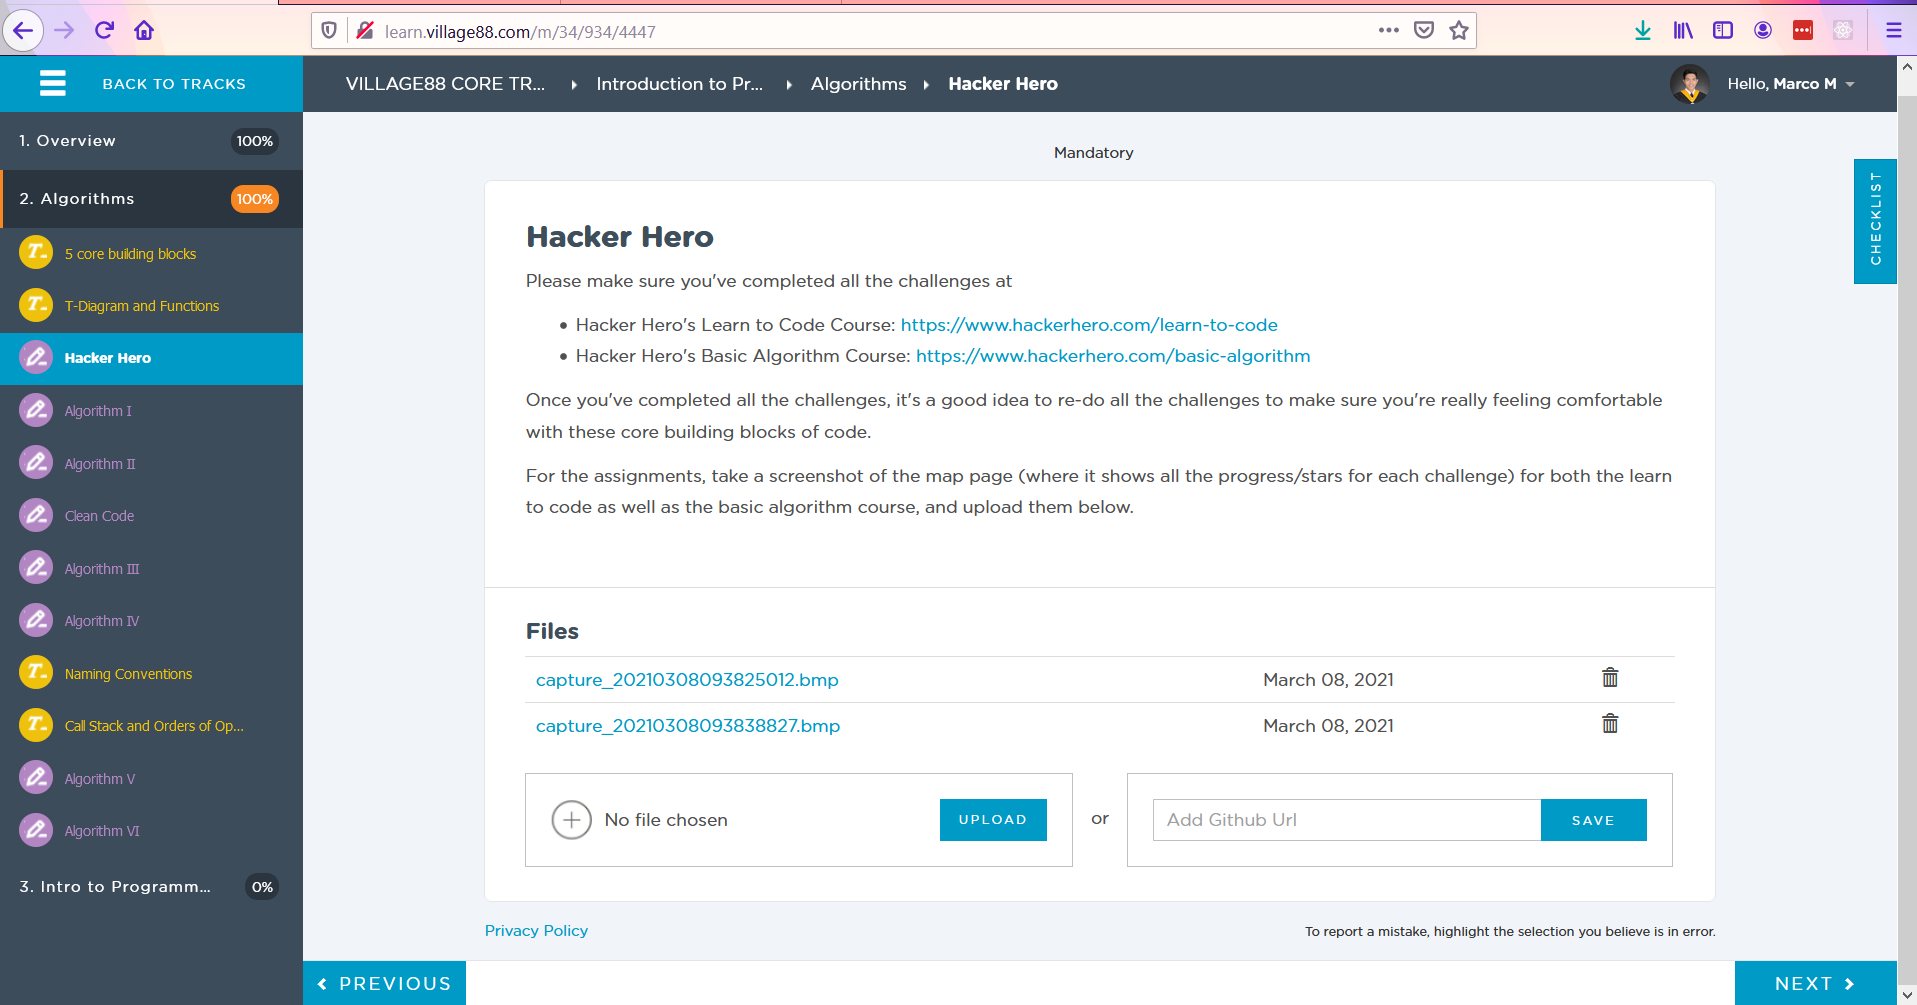 learn.village88.com/m/34/934/4447
BACK TO TRACKS
VILLAGE88 CORE TR...
Introduction to Pr...
Algorithms
Hacker Hero
Hello, Marco M
1. Overview
100%
2. Algorithms
100%
5 core building blocks
T-Diagram and Functions
Hacker Hero
Algorithm I
Algorithm II
Clean Code
Algorithm III
Algorithm IV
Naming Conventions
Call Stack and Orders of Op...
Algorithm V
Algorithm VI
3. Intro to Programm...
0%
Mandatory
CHECKLIST
Hacker Hero
Please make sure you've completed all the challenges at
• Hacker Hero's Learn to Code Course: https://www.hackerhero.com/learn-to-code
• Hacker Hero's Basic Algorithm Course: https://www.hackerhero.com/basic-algorithm
Once you've completed all the challenges, it's a good idea to re-do all the challenges to make sure you're really feeling comfortable
with these core building blocks of code.
For the assignments, take a screenshot of the map page (where it shows all the progress/stars for each challenge) for both the learn
to code as well as the basic algorithm course, and upload them below.
Files
capture_20210308093825012.bmp
March 08, 2021
capture_20210308093838827.bmp
March 08, 2021
No file chosen
UPLOAD
or
Add Github Url
SAVE
Privacy Policy
To report a mistake, highlight the selection you believe is in error.
PREVIOUS
NEXT